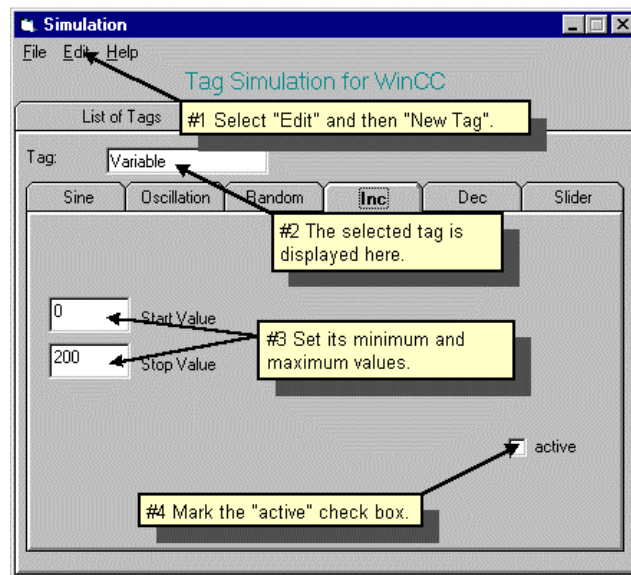 Simulation
File Edit Help
Tag Simulation for WinCC
List of Tags
#1 Select "Edit" and then "New Tag".
Tag: Variable
Sine Oscillation Random Inc Dec Slider
#2 The selected tag is
displayed here.
0 Start Value
#3 Set its minimum and
maximum values.
200 Stop Value
active
#4 Mark the "active" check box.